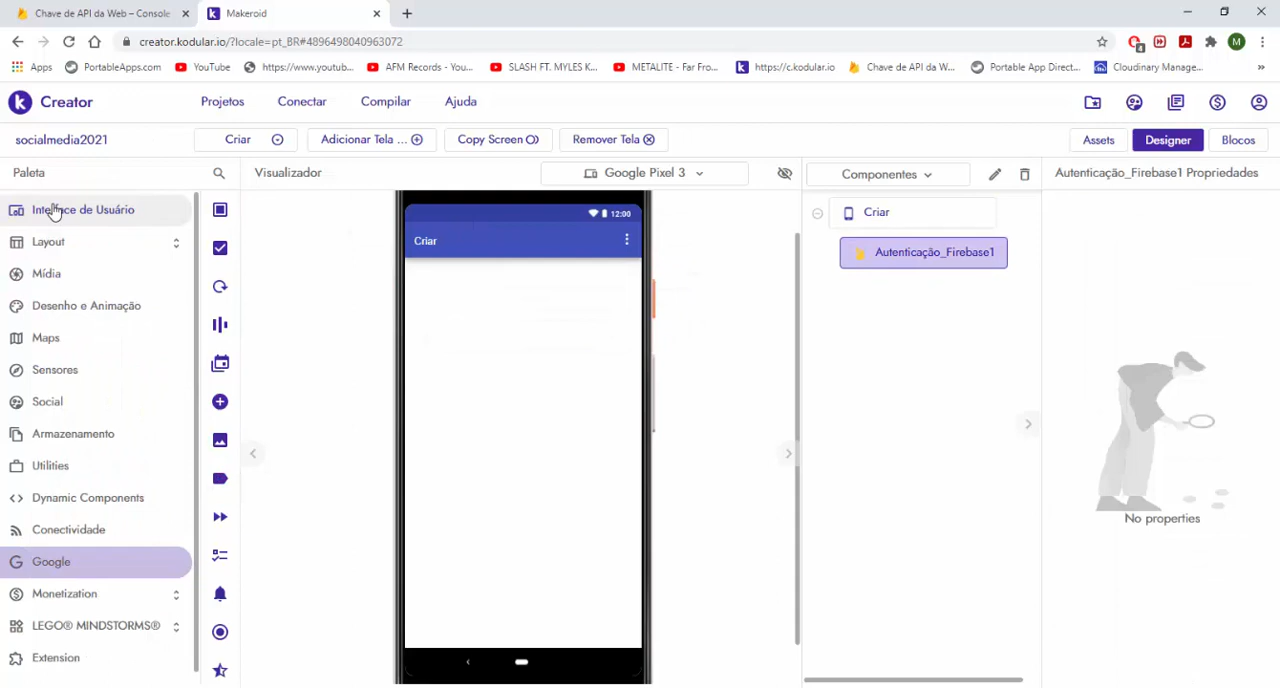 Chave de API da Web – Console
Makeroid
creator.kodular.io/?locale=pt_BR#4896498040963072
M
Apps
PortableApps.com
YouTube
https://www.youtub...
AFM Records - You...
SLASH FT. MYLES K...
METALITE - Far Fro...
https://c.kodular.io
Chave de API da W...
Portable App Direct...
Cloudinary Manage...
»
Creator
Projetos
Conectar
Compilar
Ajuda
socialmedia2021
Criar
Adicionar Tela ...
Copy Screen
Remover Tela
Assets
Designer
Blocos
Paleta
Visualizador
Google Pixel 3
Componentes
Autenticação_Firebase1 Propriedades
de Usuário
Layout
Mídia
Desenho e Animação
Maps
Sensores
Social
Armazenamento
Utilities
Dynamic Components
Conectividade
Google
Monetization
LEGO® MINDSTORMS®
Extension
12:00
Criar
Criar
Autenticação_Firebase1
No properties